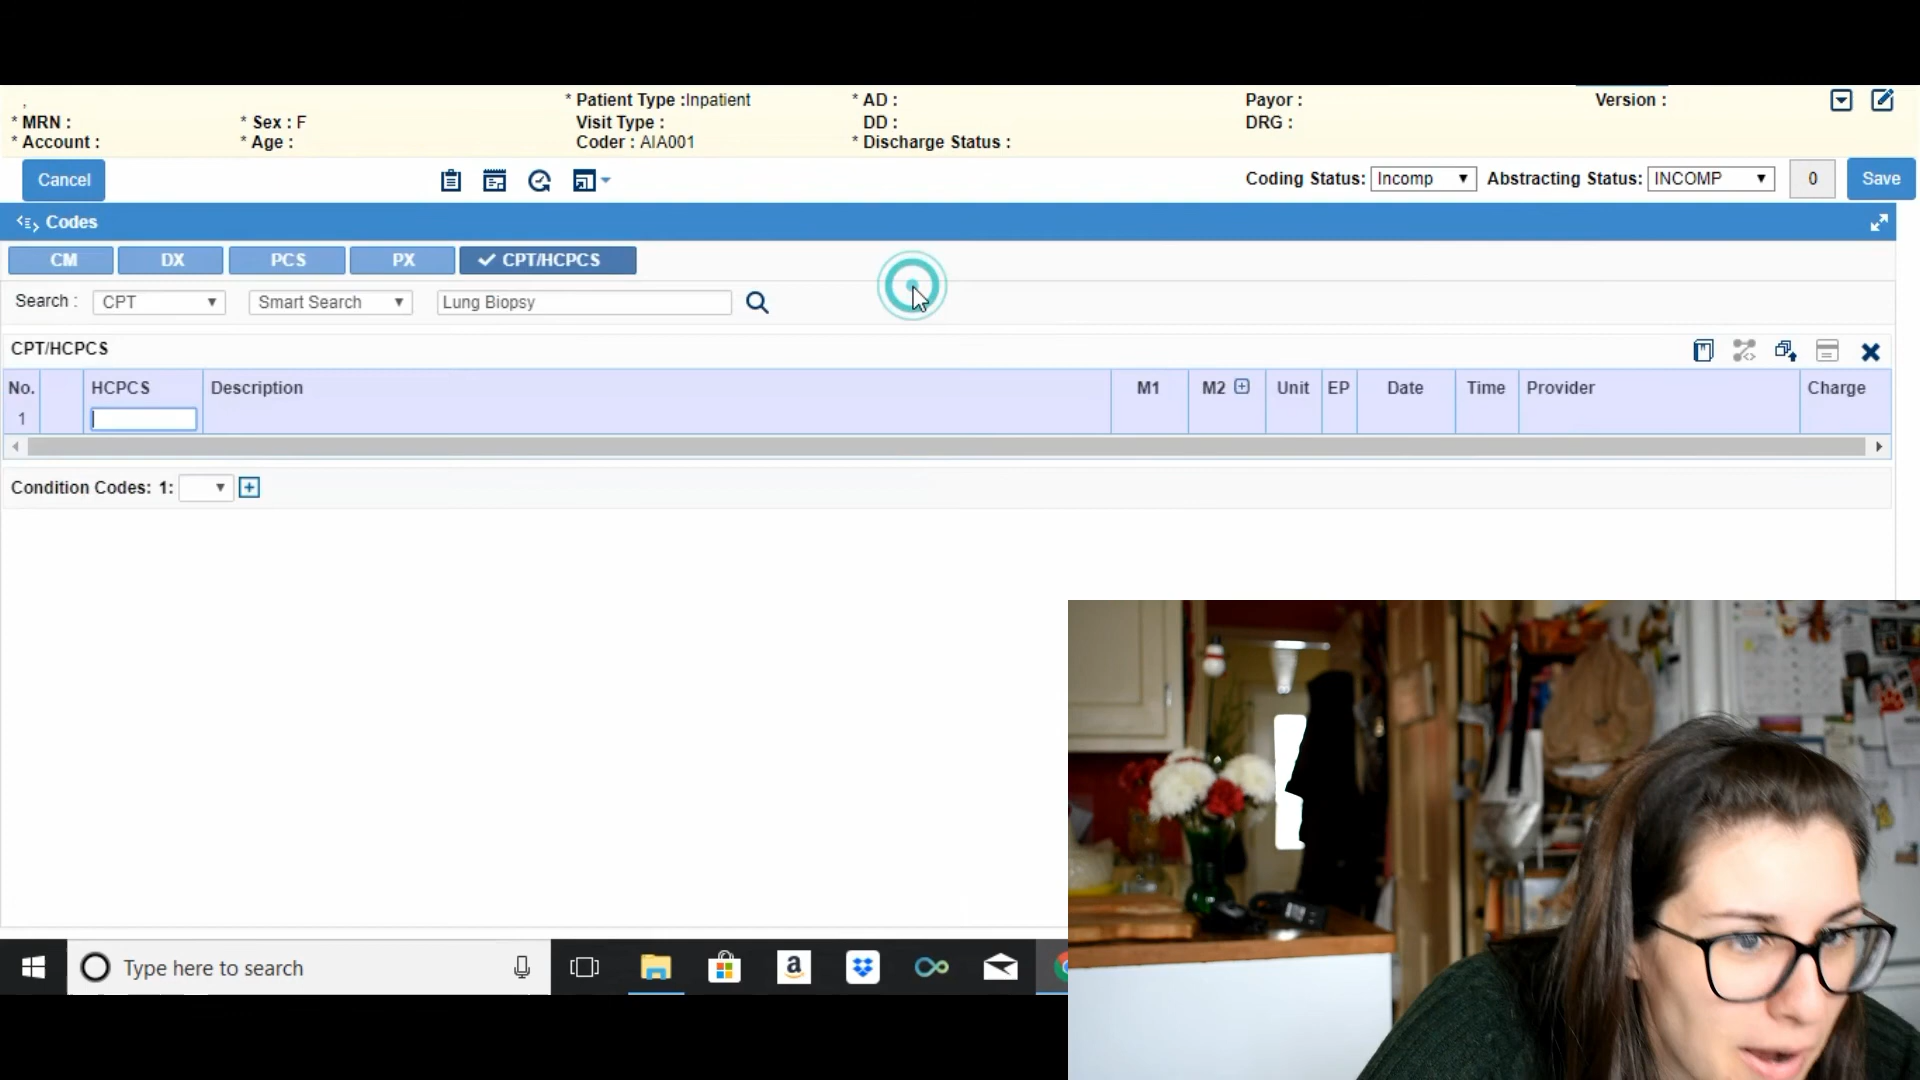 ,
* Patient Type :Inpatient * AD : Payor : Version :
* MRN : * Sex : F Visit Type : DD : DRG :
* Account : * Age : Coder : AIA001 * Discharge Status :
Cancel Coding Status: Incomp Abstracting Status: INCOMP 0 Save
Codes
CM DX PCS PX CPT/HCPCS
Search : CPT Smart Search Lung Biopsy
CPT/HCPCS
No. HCPCS Description M1 M2 Unit EP Date Time Provider Charge
1
Condition Codes: 1:
Type here to search